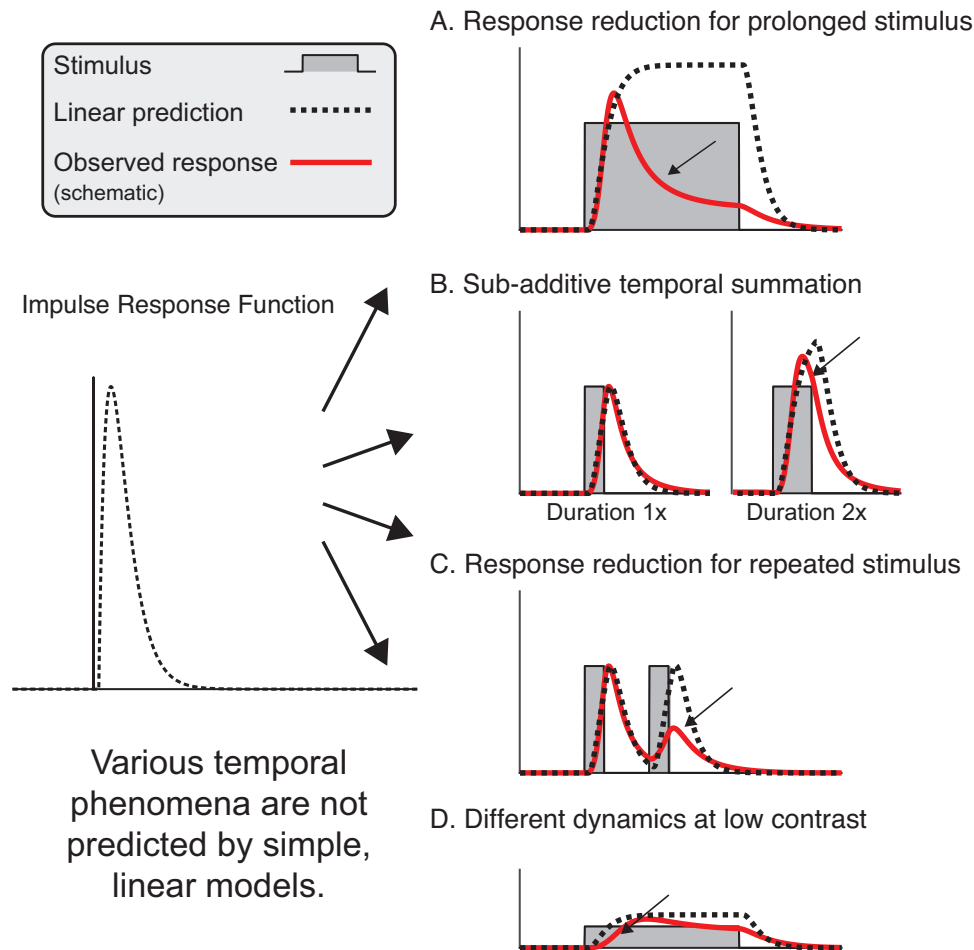 A. Response reduction for prolonged stimulus
Stimulus
Linear prediction
Observed response
(schematic)
B. Sub-additive temporal summation
Impulse Response Function
Duration 1x
Duration 2x
C. Response reduction for repeated stimulus
Various temporal
phenomena are not
predicted by simple,
linear models.
D. Different dynamics at low contrast